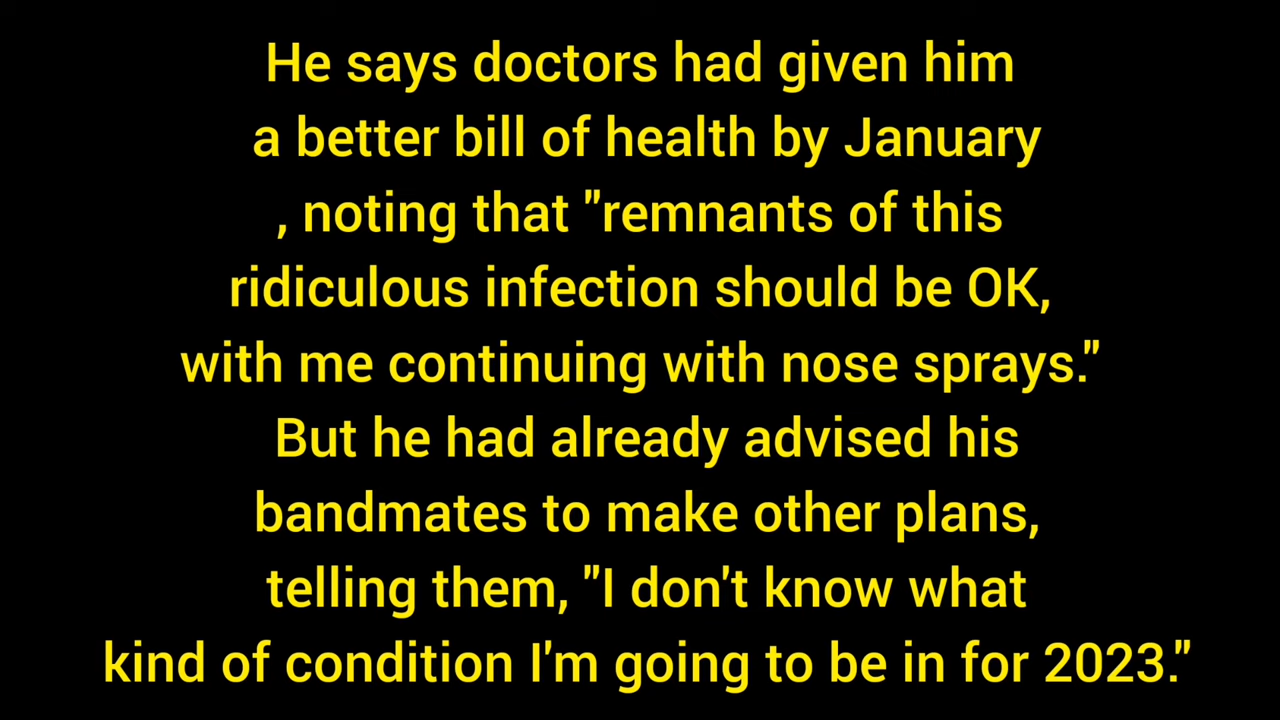 He says doctors had given him
a better bill of health by January
, noting that "remnants of this
ridiculous infection should be OK,
with me continuing with nose sprays."
But he had already advised his
bandmates to make other plans,
telling them, "I don't know what
kind of condition I'm going to be in for 2023."